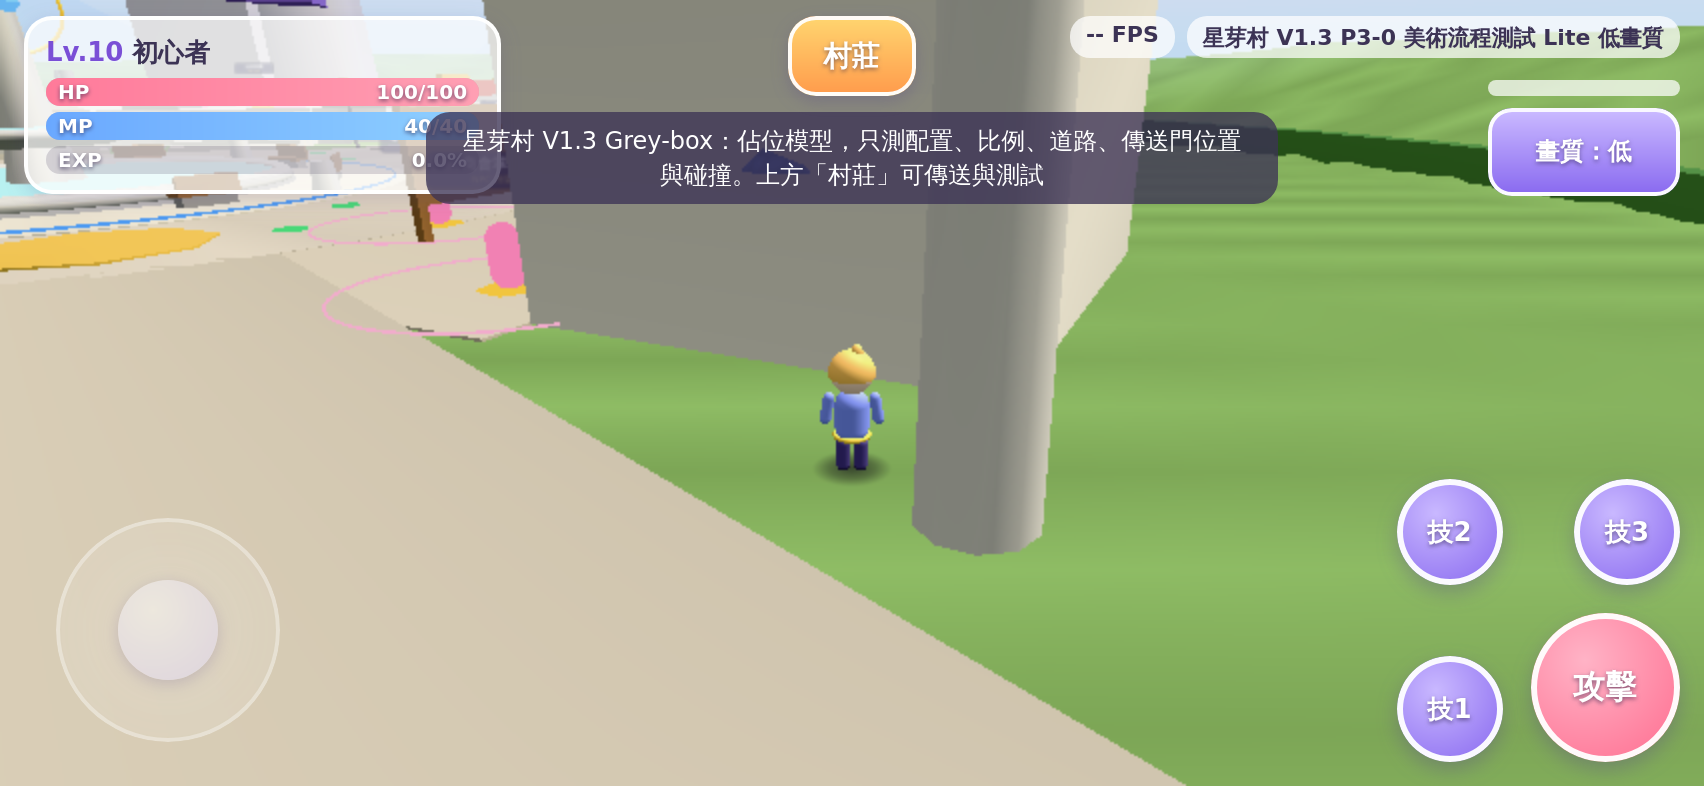 Lv.10 初心者
HP 100/100
MP 40/40
EXP 0.0%
村莊
-- FPS
星芽村 V1.3 P3-0 美術流程測試 Lite 低畫質
畫質：低
星芽村 V1.3 Grey-box：佔位模型，只測配置、比例、道路、傳送門位置
與碰撞。上方「村莊」可傳送與測試
技2
技3
技1
攻擊